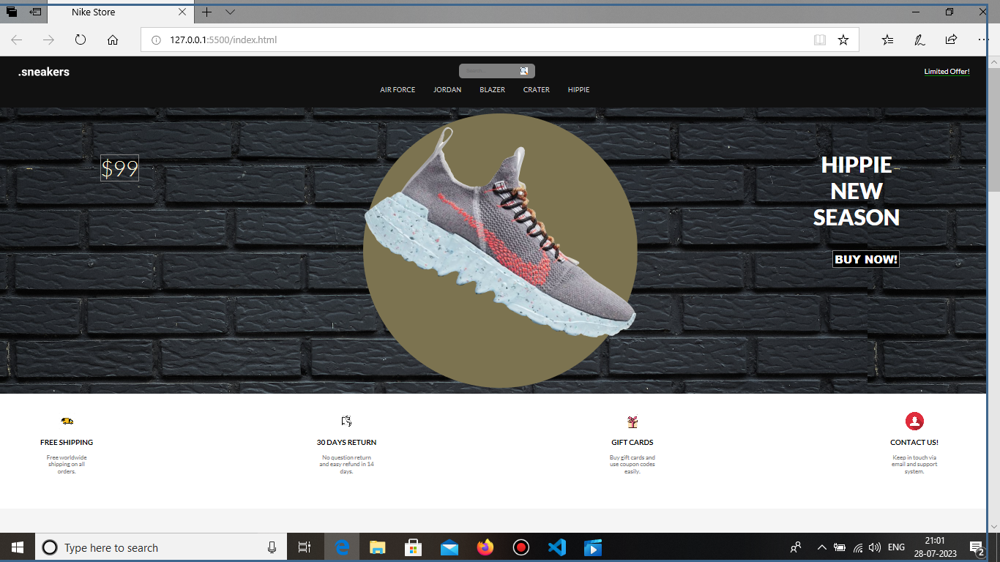 Nike Store
127.0.0.1:5500/index.html
.sneakers
Limited Offer!
AIR FORCE
JORDAN
BLAZER
CRATER
HIPPIE
$99
HIPPIE
NEW
SEASON
BUY NOW!
FREE SHIPPING
Free worldwide
shipping on all
orders.
30 DAYS RETURN
No question return
and easy refund in 14
days.
GIFT CARDS
Buy gift cards and
use coupon codes
easily.
CONTACT US!
Keep in touch via
email and support
system.
Type here to search
ENG
21:01
28-07-2023
2